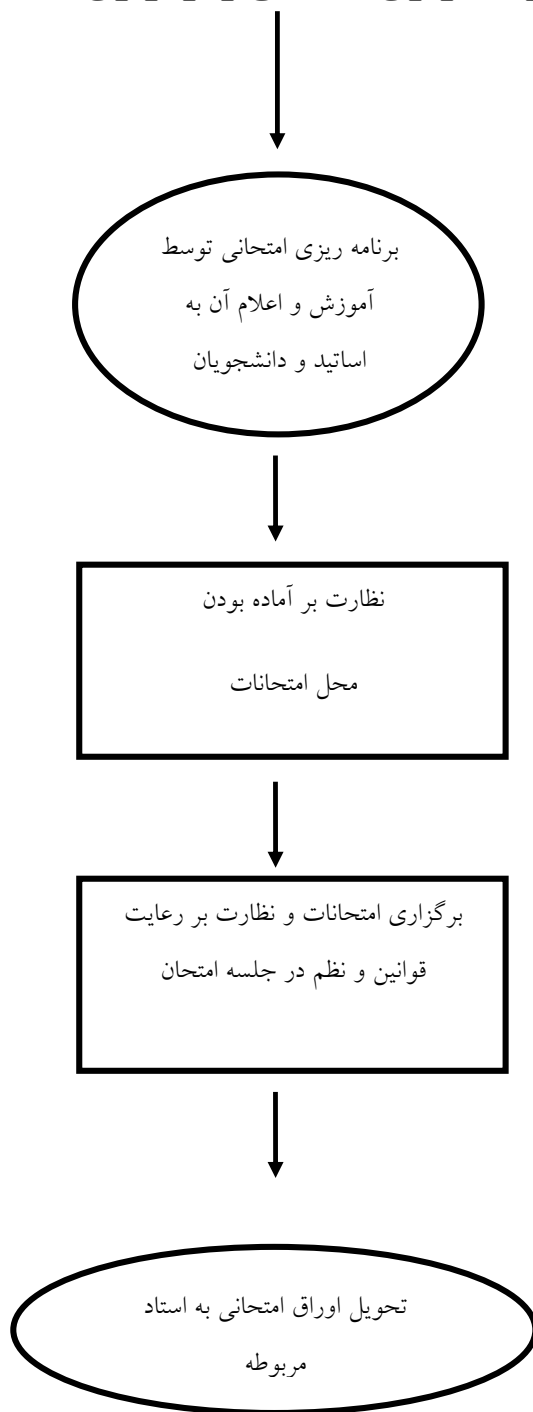 برنامه ریزی امتحانی توسط
آموزش و اعلام آن به
اساتید و دانشجویان
نظارت بر آماده بودن
محل امتحانات
برگزاری امتحانات و نظارت بر رعایت
قوانین و نظم در جلسه امتحان
تحویل اوراق امتحانی به استاد
مربوطه